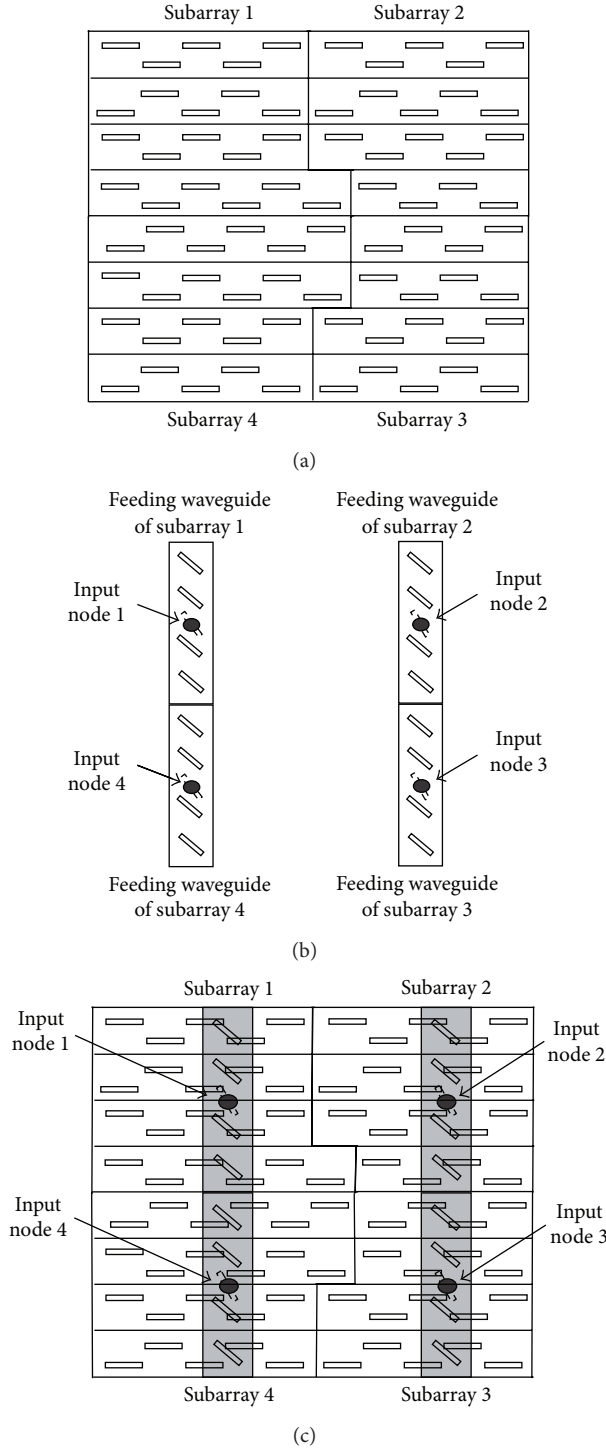 Subarray 1
Subarray 2
Subarray 4
Subarray 3
(a)
Feeding waveguide
of subarray 1
Feeding waveguide
of subarray 2
Input
node 1
Input
node 2
Input
node 4
Input
node 3
Feeding waveguide
of subarray 4
Feeding waveguide
of subarray 3
(b)
Subarray 1
Subarray 2
Input
node 1
Input
node 2
Input
node 4
Input
node 3
Subarray 4
Subarray 3
(c)